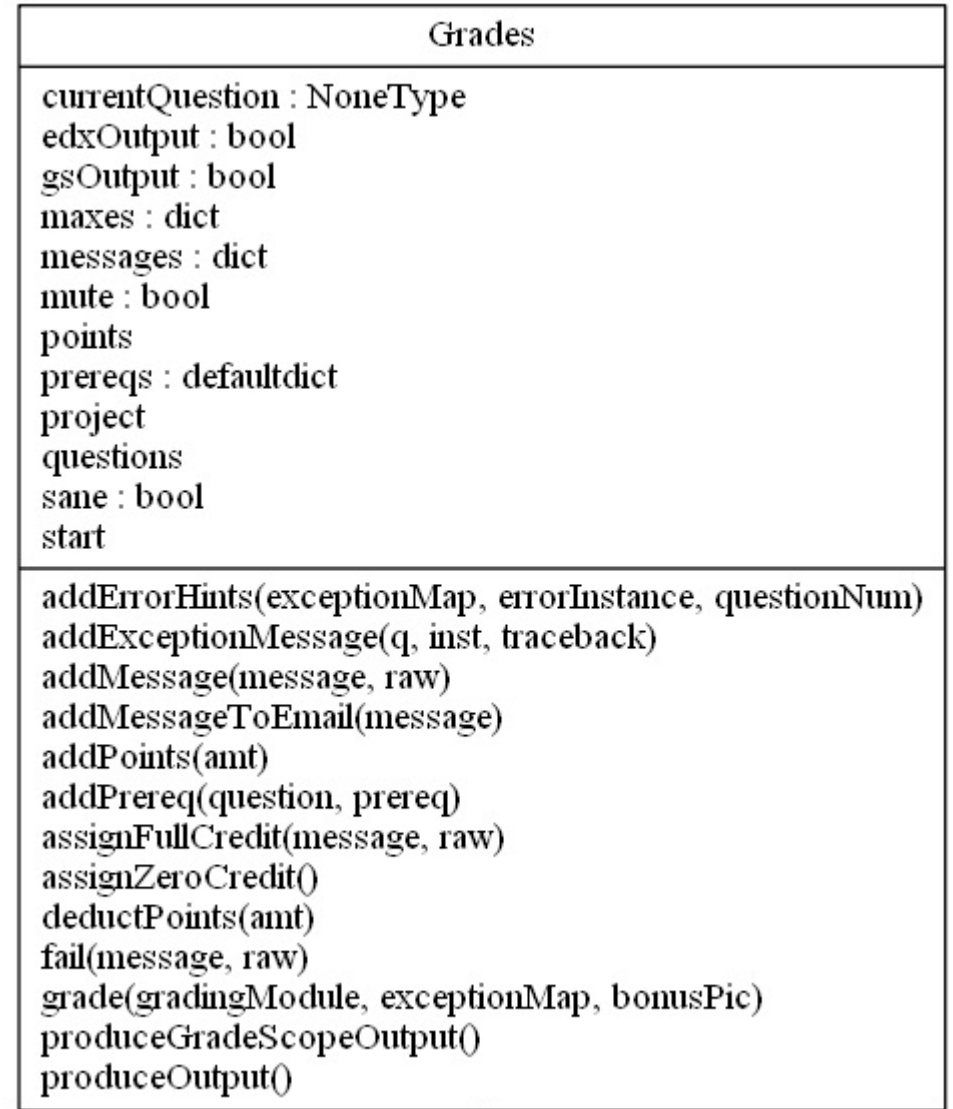 Grades
currentQuestion : NoneType
edxOutput : bool
gsOutput : bool
maxes : dict
messages : dict
mute : bool
points
prereqs : defaultdict
project
questions
sane : bool
start
addErrorHints(exceptionMap, errorInstance, questionNum)
addExceptionMessage(q, inst, traceback)
addMessage(message, raw)
addMessageToEmail(message)
addPoints(amt)
addPrereq(question, prereq)
assignFullCredit(message, raw)
assignZeroCredit()
deductPoints(amt)
fail(message, raw)
grade(gradingModule, exceptionMap, bonusPic)
produceGradeScopeOutput()
produceOutput()